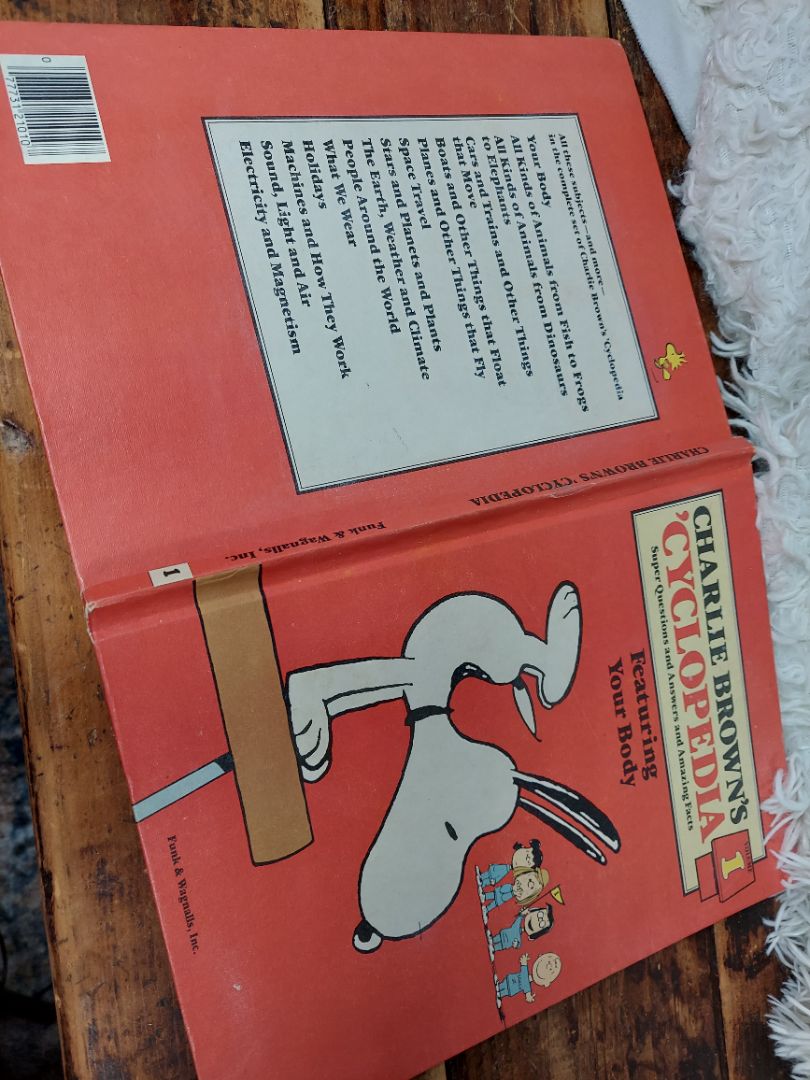 CHARLIE BROWN'S
'CYCLOPEDIA
Super Questions and Answers and Amazing Facts
VOLUME
1
Featuring
Your Body
Funk & Wagnalls, Inc.
CHARLIE BROWN'S 'CYCLOPEDIA
Funk & Wagnalls, Inc.
1
All these subjects—and more—
in the complete set of Charlie Brown's 'Cyclopedia
Your Body
All Kinds of Animals from Fish to Frogs
All Kinds of Animals from Dinosaurs
to Elephants
Cars and Trains and Other Things
that Move
Boats and Other Things that Float
Planes and Other Things that Fly
Space Travel
Stars and Planets and Plants
The Earth, Weather and Climate
People Around the World
What We Wear
Holidays
Machines and How They Work
Sound, Light and Air
Electricity and Magnetism
0
77731 21010